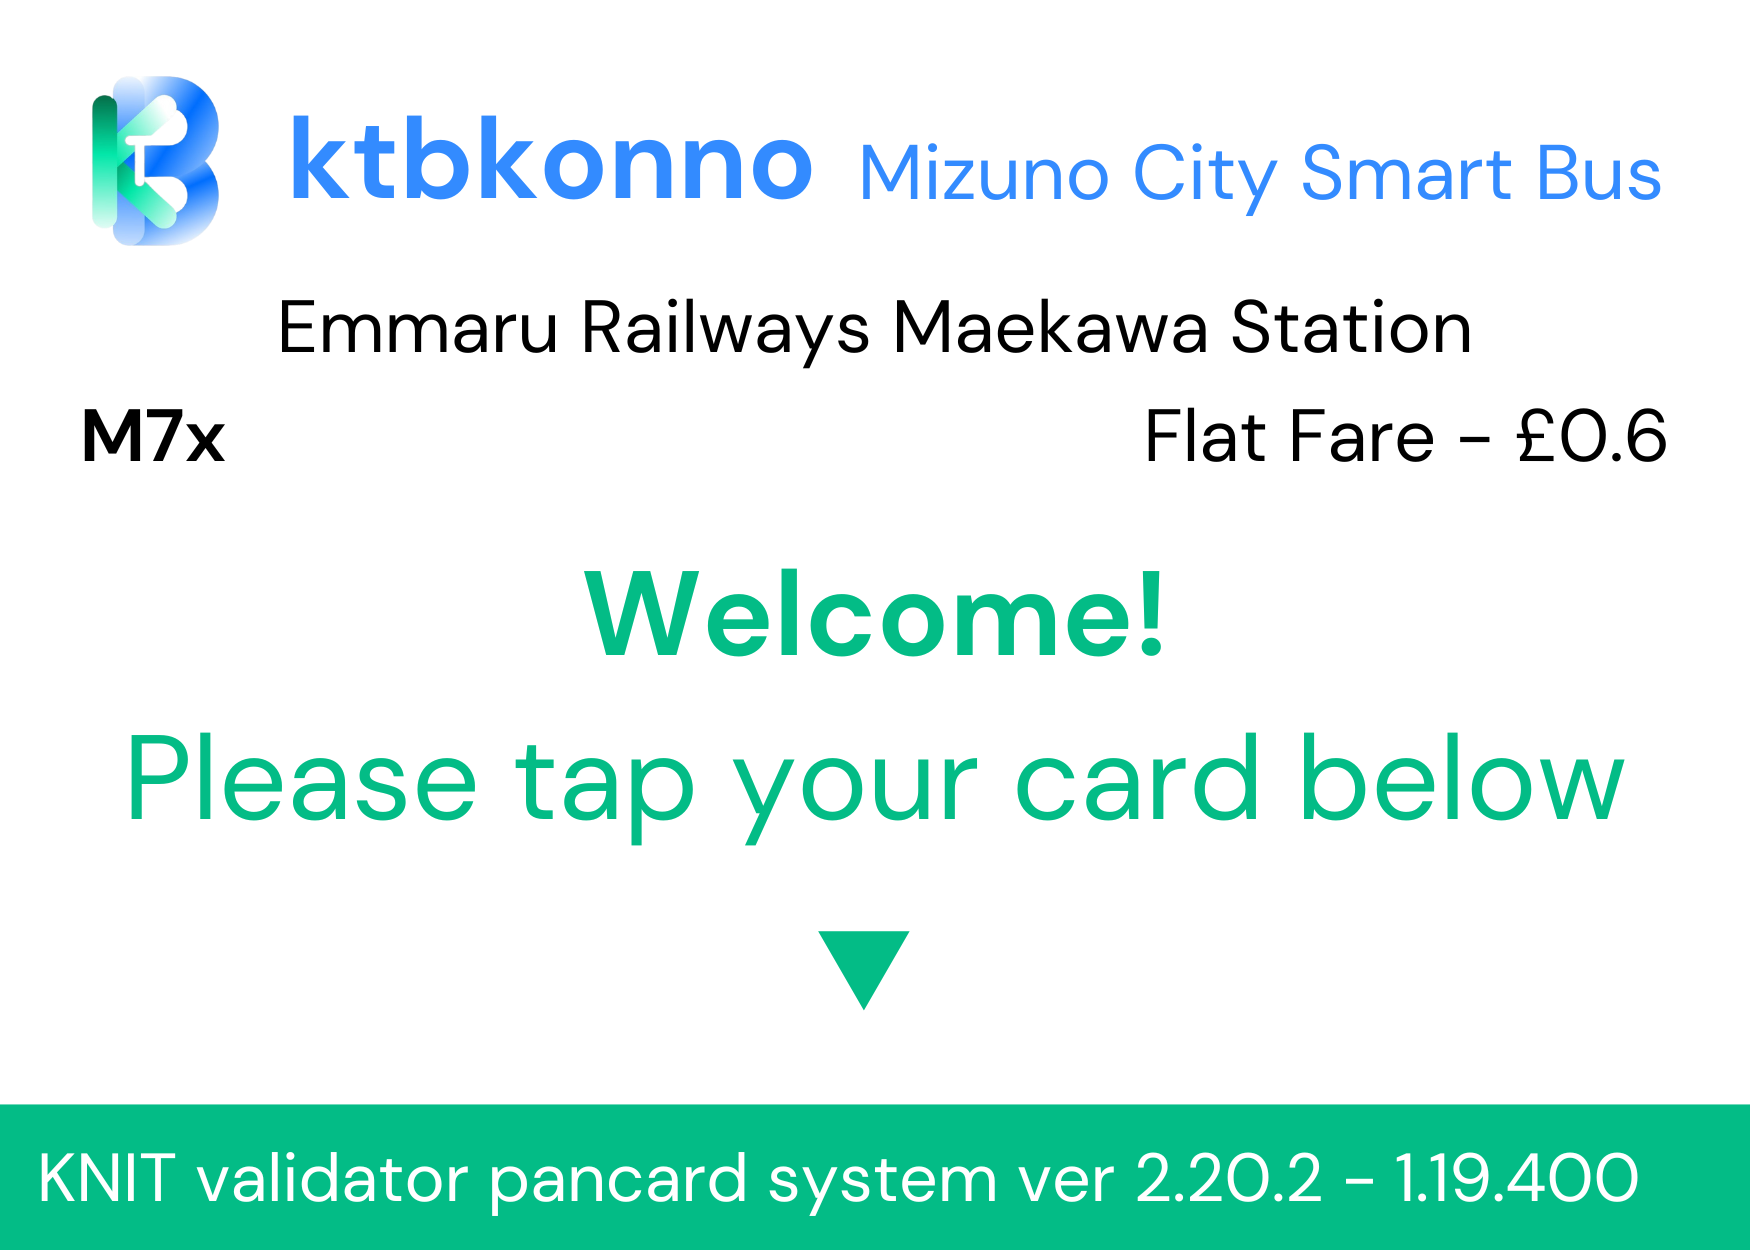 ktbkonno Mizuno City Smart Bus
Emmaru Railways Maekawa Station
M7x Flat Fare - £0.6
Welcome!
Please tap your card below
KNIT validator pancard system ver 2.20.2 - 1.19.400